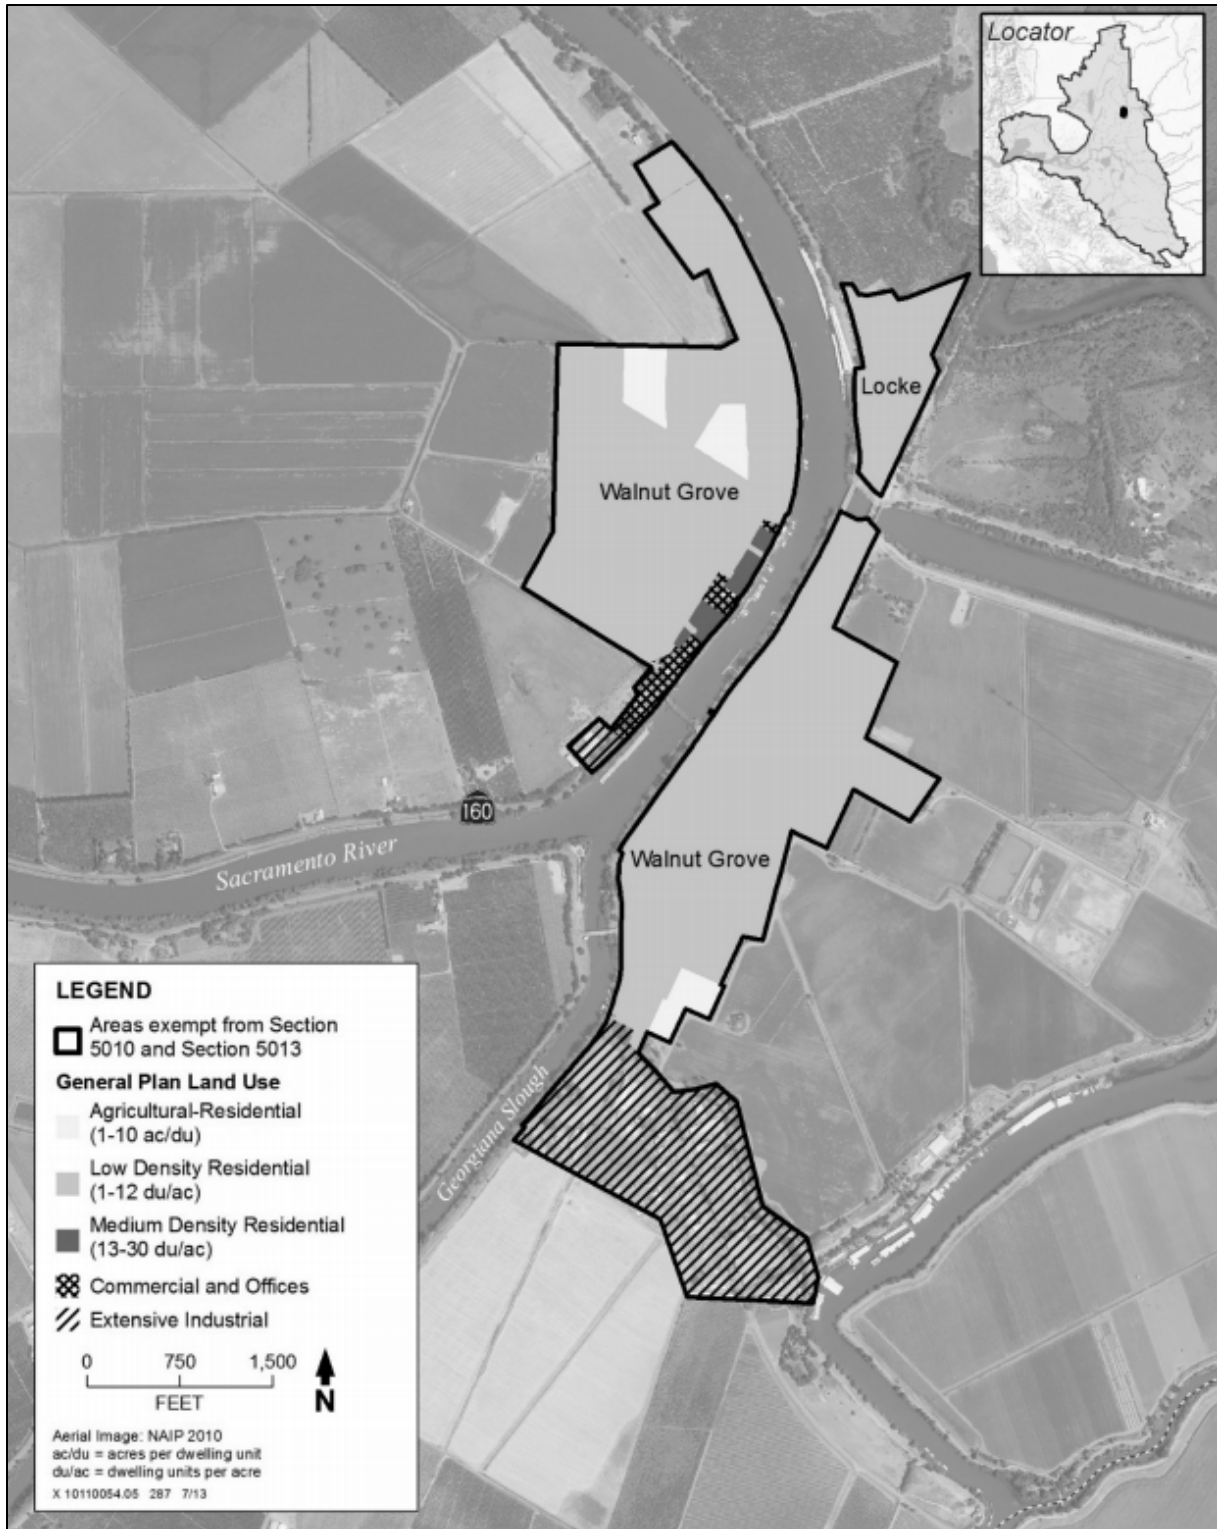 Locator
Locke
Walnut Grove
160
Sacramento River
Walnut Grove
Georgiana Slough
LEGEND
Areas exempt from Section
5010 and Section 5013
General Plan Land Use
Agricultural-Residential
(1-10 ac/du)
Low Density Residential
(1-12 du/ac)
Medium Density Residential
(13-30 du/ac)
Commercial and Offices
Extensive Industrial
0 750 1,500
FEET
N
Aerial Image: NAIP 2010
ac/du = acres per dwelling unit
du/ac = dwelling units per acre
X 10110054.05 287 7/13